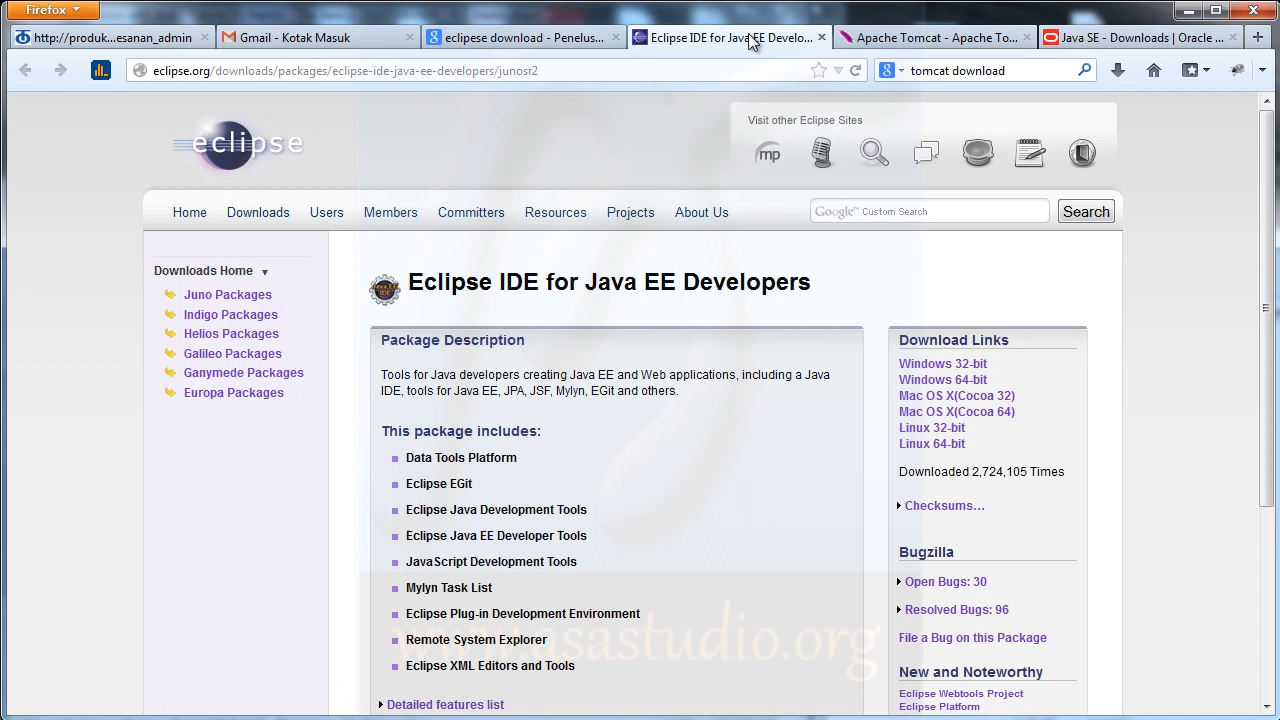 Firefox
http://produk...esanan_admin
Gmail - Kotak Masuk
eclipese download - Penelus...
Eclipse IDE for Java EE Develo...
Apache Tomcat - Apache To...
Java SE - Downloads | Oracle ...
eclipse.org/downloads/packages/eclipse-ide-java-ee-developers/junosr2
tomcat download
eclipse
Visit other Eclipse Sites
mp
Home
Downloads
Users
Members
Committers
Resources
Projects
About Us
Google™ Custom Search
Search
Downloads Home
Juno Packages
Indigo Packages
Helios Packages
Galileo Packages
Ganymede Packages
Europa Packages
Java EE
IDE
Eclipse IDE for Java EE Developers
Package Description
Tools for Java developers creating Java EE and Web applications, including a Java
IDE, tools for Java EE, JPA, JSF, Mylyn, EGit and others.
This package includes:
Data Tools Platform
Eclipse EGit
Eclipse Java Development Tools
Eclipse Java EE Developer Tools
JavaScript Development Tools
Mylyn Task List
Eclipse Plug-in Development Environment
Remote System Explorer
Eclipse XML Editors and Tools
Detailed features list
Download Links
Windows 32-bit
Windows 64-bit
Mac OS X(Cocoa 32)
Mac OS X(Cocoa 64)
Linux 32-bit
Linux 64-bit
Downloaded 2,724,105 Times
Checksums...
Bugzilla
Open Bugs: 30
Resolved Bugs: 96
File a Bug on this Package
New and Noteworthy
Eclipse Webtools Project
Eclipse Platform
www.asastudio.org